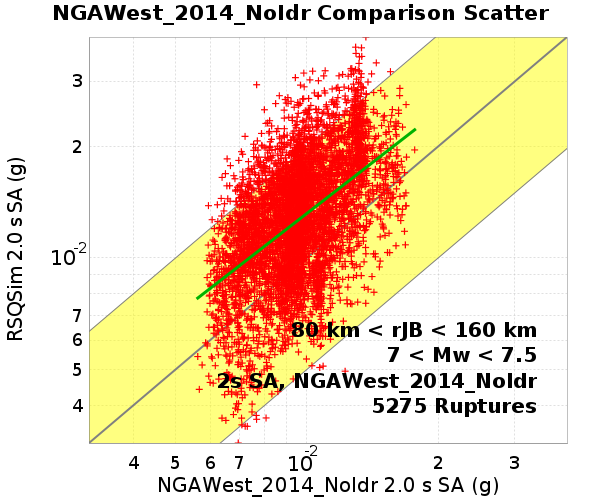 NGAWest_2014_NoIdr Comparison Scatter
RSQSim 2.0 s SA (g)
3
2
10^-2
7
6
5
4
80 km < rJB < 160 km
7 < Mw < 7.5
2s SA, NGAWest_2014_NoIdr
5275 Ruptures
4 5 6 7 10^-2 2 3
NGAWest_2014_NoIdr 2.0 s SA (g)